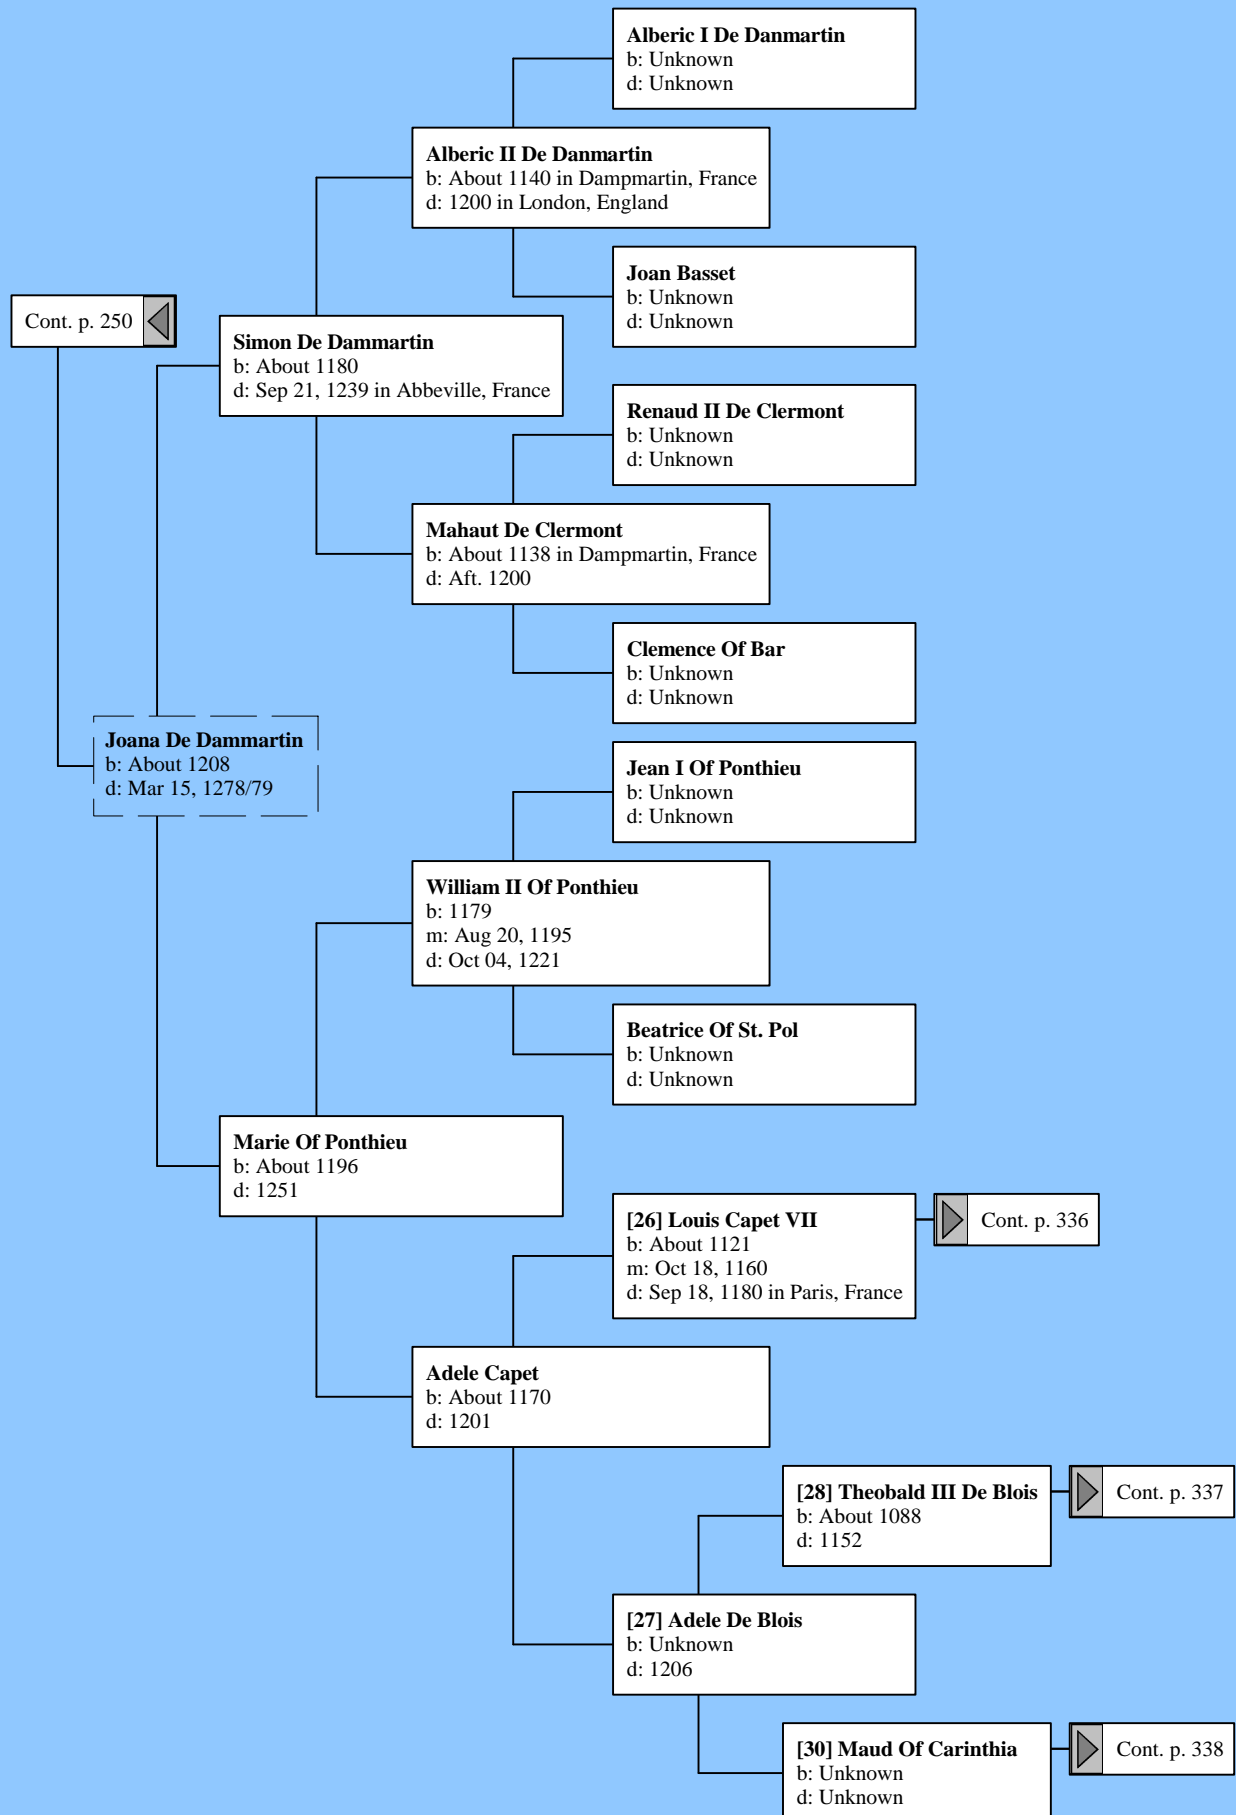 Alberic I De Danmartin
b: Unknown
d: Unknown
Alberic II De Danmartin
b: About 1140 in Dampmartin, France
d: 1200 in London, England
Joan Basset
b: Unknown
d: Unknown
Cont. p. 250
Simon De Dammartin
b: About 1180
d: Sep 21, 1239 in Abbeville, France
Renaud II De Clermont
b: Unknown
d: Unknown
Mahaut De Clermont
b: About 1138 in Dampmartin, France
d: Aft. 1200
Clemence Of Bar
b: Unknown
d: Unknown
Joana De Dammartin
b: About 1208
d: Mar 15, 1278/79
Jean I Of Ponthieu
b: Unknown
d: Unknown
William II Of Ponthieu
b: 1179
m: Aug 20, 1195
d: Oct 04, 1221
Beatrice Of St. Pol
b: Unknown
d: Unknown
Marie Of Ponthieu
b: About 1196
d: 1251
[26] Louis Capet VII
b: About 1121
m: Oct 18, 1160
d: Sep 18, 1180 in Paris, France
Cont. p. 336
Adele Capet
b: About 1170
d: 1201
[28] Theobald III De Blois
b: About 1088
d: 1152
Cont. p. 337
[27] Adele De Blois
b: Unknown
d: 1206
[30] Maud Of Carinthia
b: Unknown
d: Unknown
Cont. p. 338